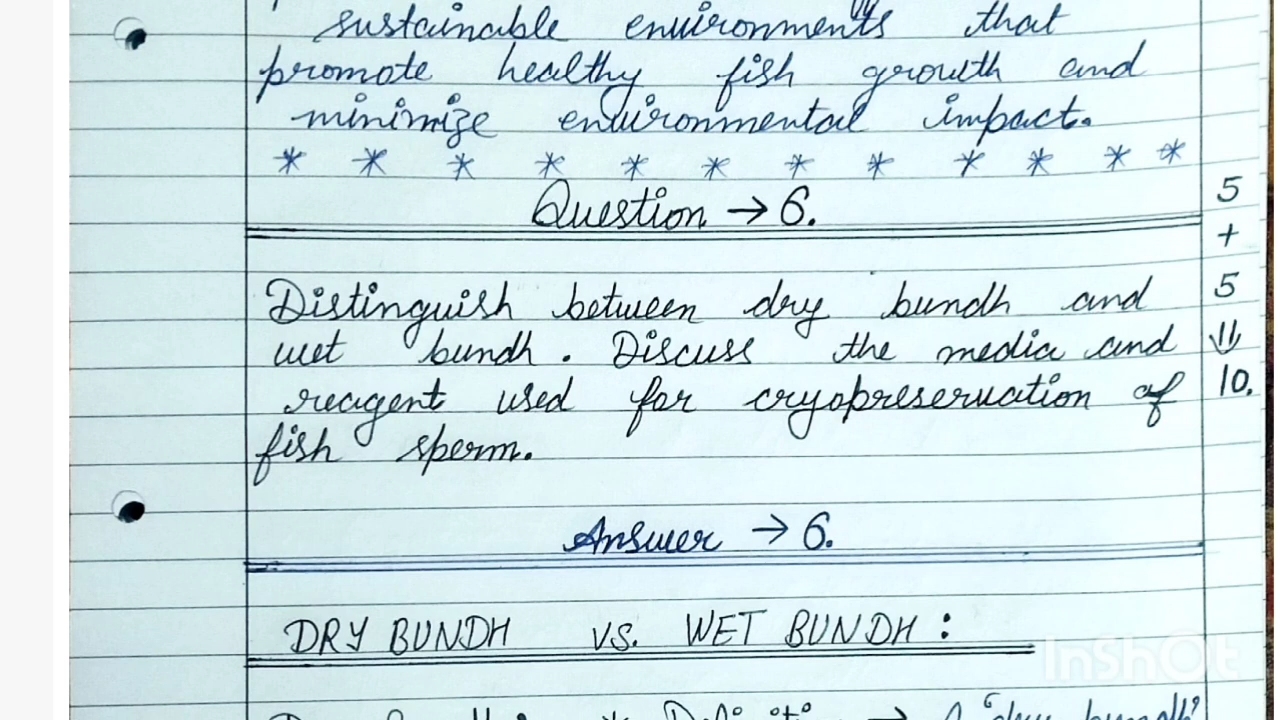 sustainable environments that
promote healthy fish growth and
minimize environmental impact.
* * * * * * * * * * * *
Question → 6.
5
+
5
⇓
10.
Distinguish between dry bundh and
wet bundh. Discuss the media and
reagent used for cryopreservation of
fish sperm.
Answer → 6.
DRY BUNDH VS. WET BUNDH :
InShOt
→ A "dry bundh"